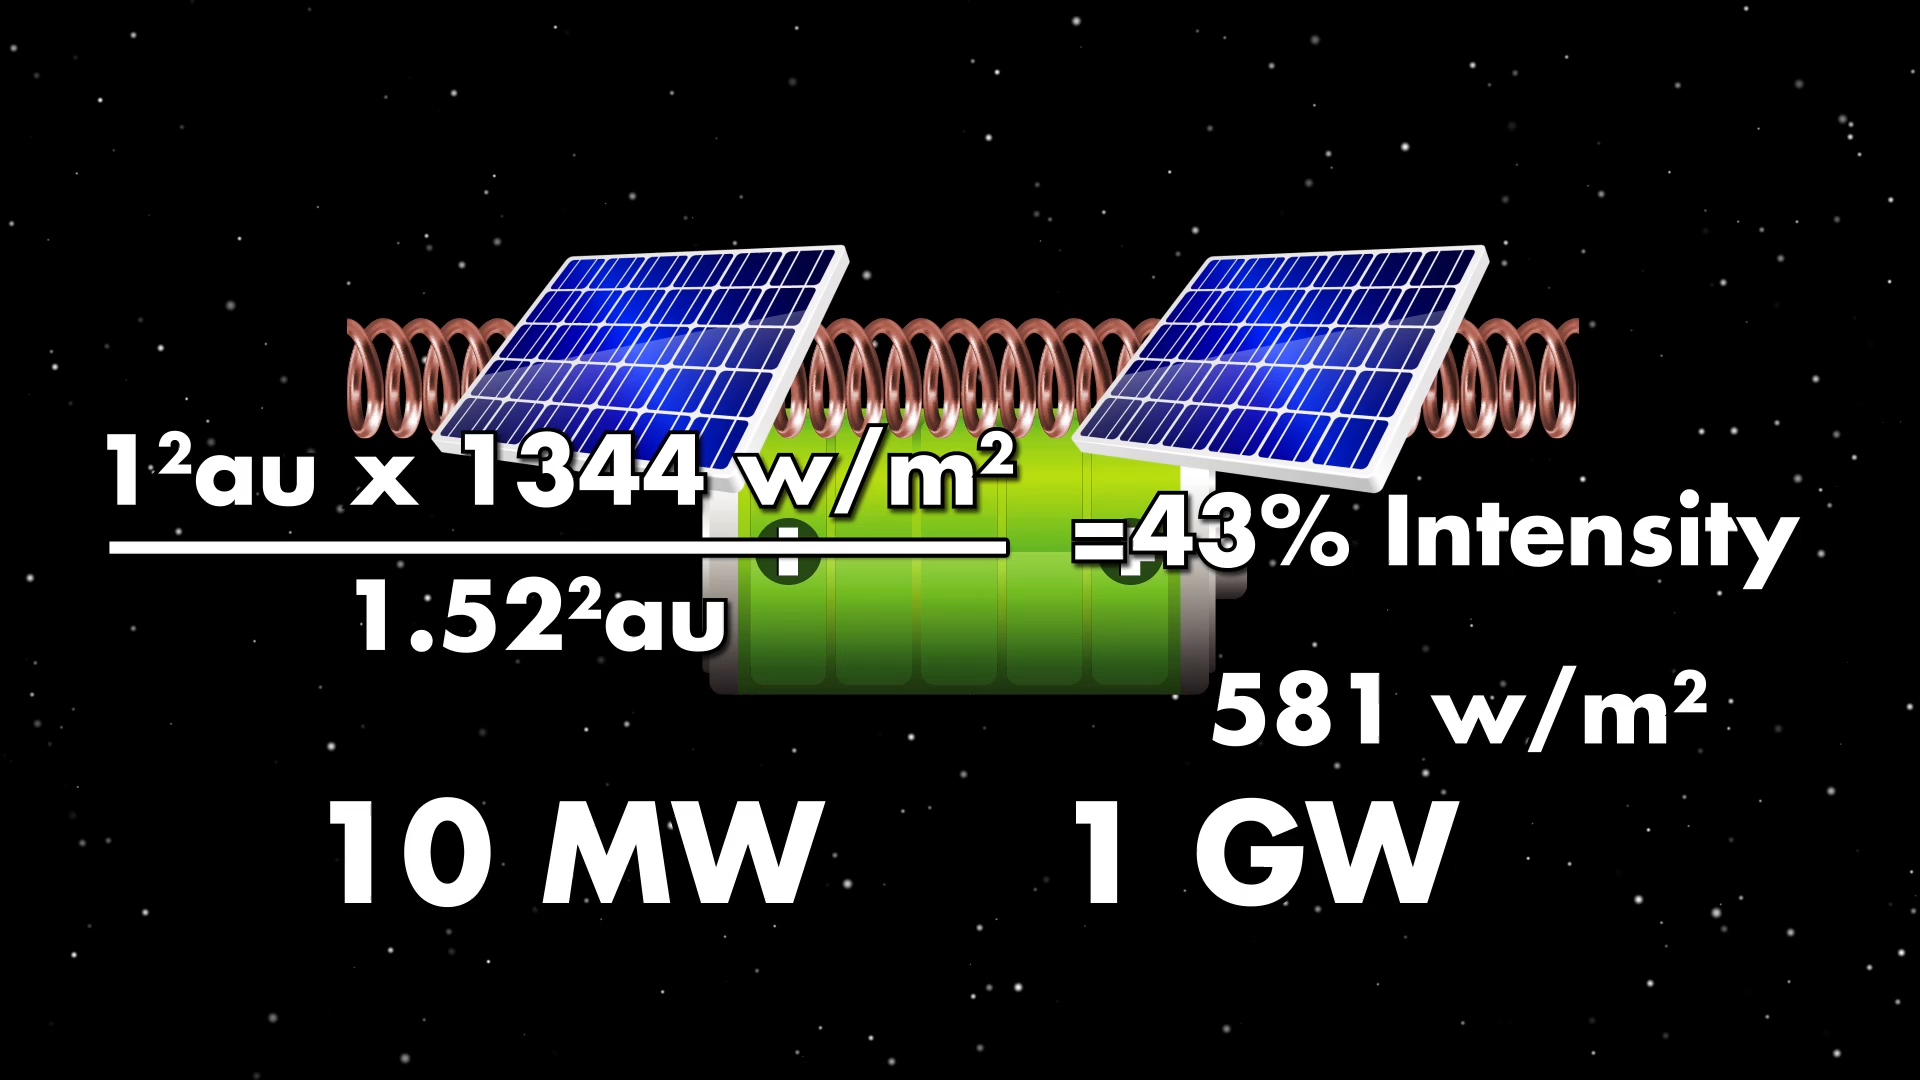 1²au x 1344 w/m²
1.52²au
=43% Intensity
581 w/m²
10 MW 1 GW